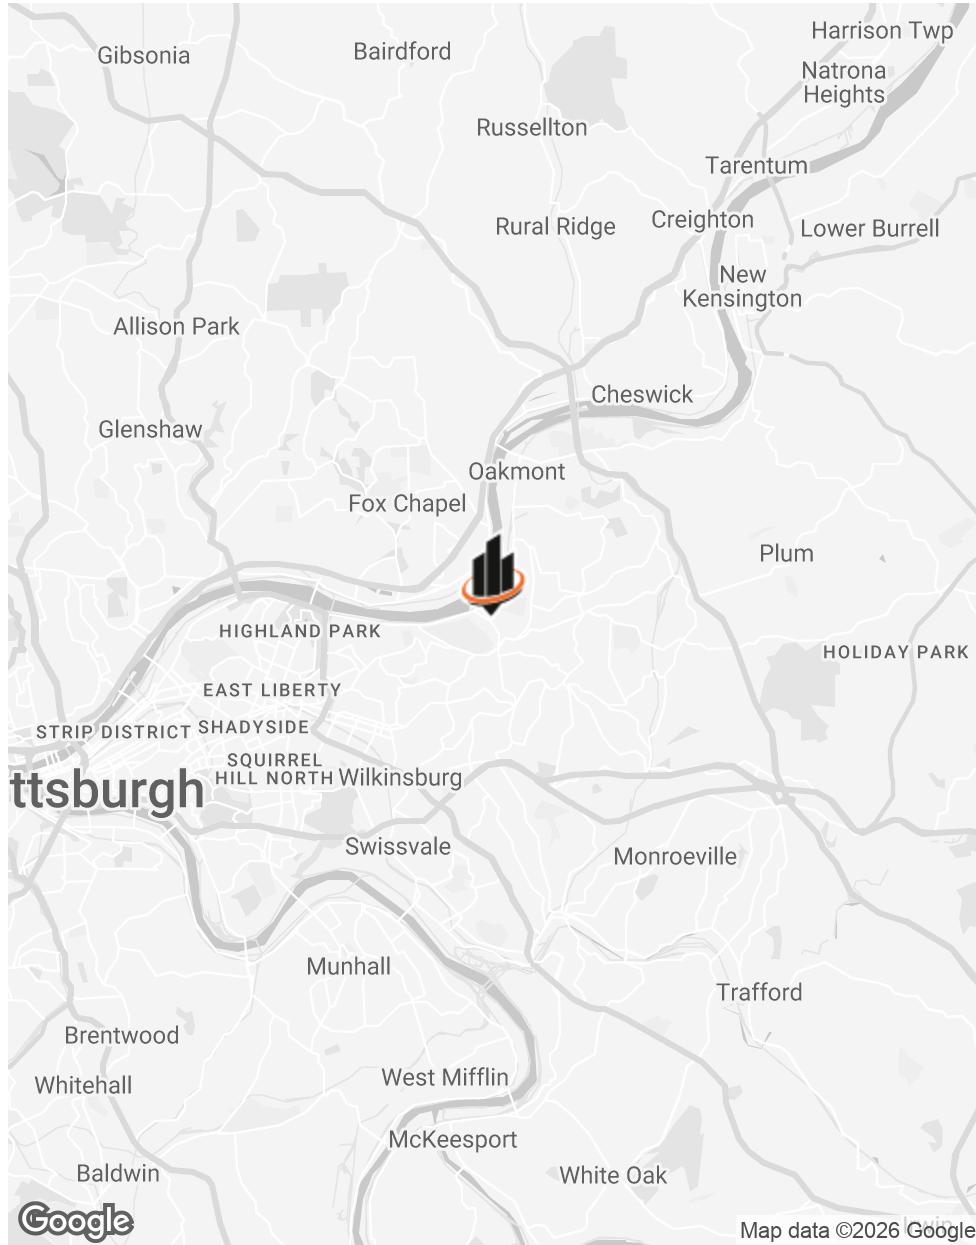 Harrison Twp
Gibsonia
Bairdford
Natrona
Heights
Russellton
Tarentum
Rural Ridge
Creighton
Lower Burrell
New
Kensington
Allison Park
Cheswick
Glenshaw
Oakmont
Fox Chapel
Plum
HIGHLAND PARK
HOLIDAY PARK
EAST LIBERTY
STRIP DISTRICT
SHADYSIDE
SQUIRREL
HILL NORTH
Wilkinsburg
ttsburgh
Swissvale
Monroeville
Munhall
Trafford
Brentwood
West Mifflin
Whitehall
McKeesport
Baldwin
White Oak
Google
Irwin
Map data ©2026 Google